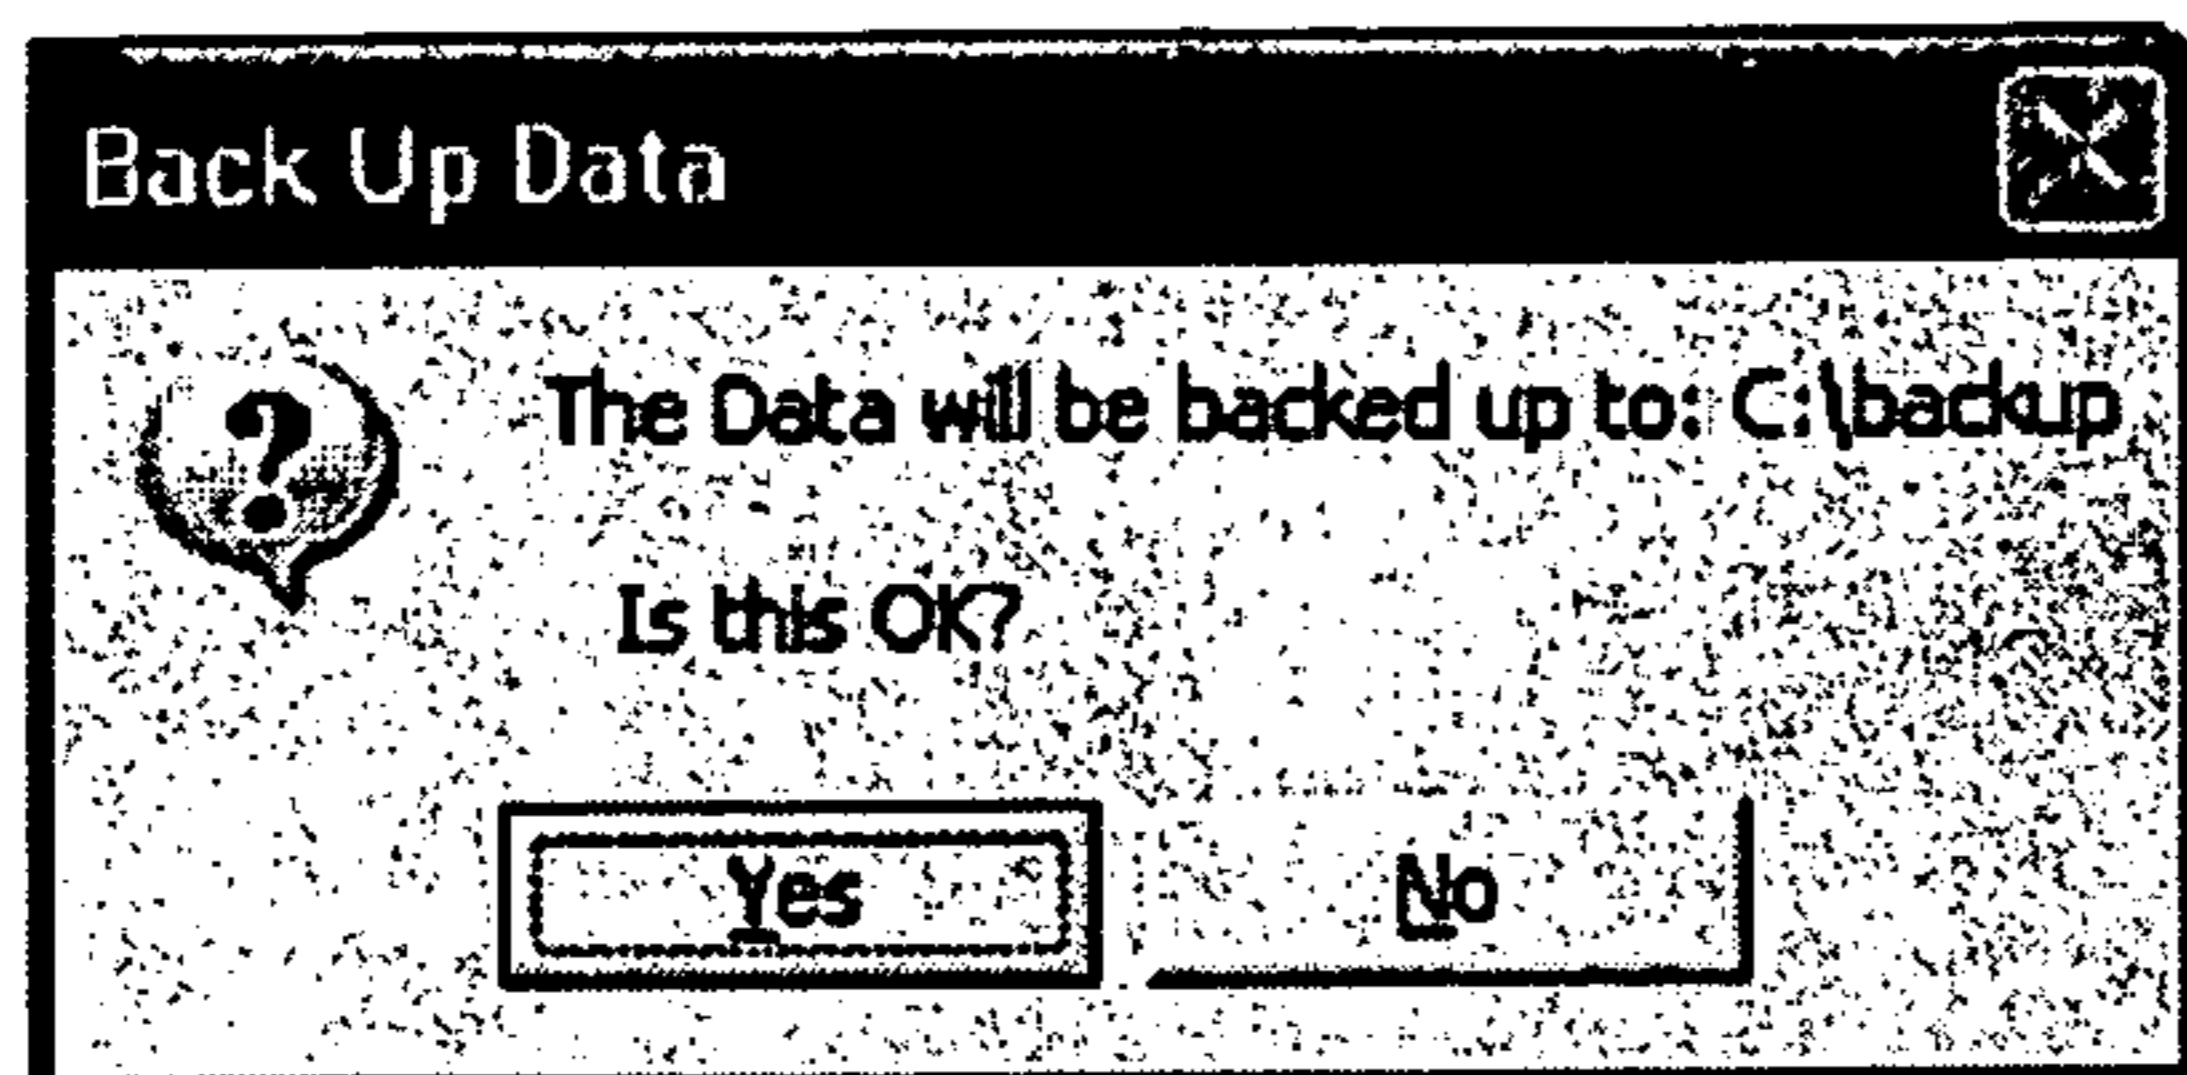 Back Up Data
The Data will be backed up to: C:\backup
Is this OK?
Yes No